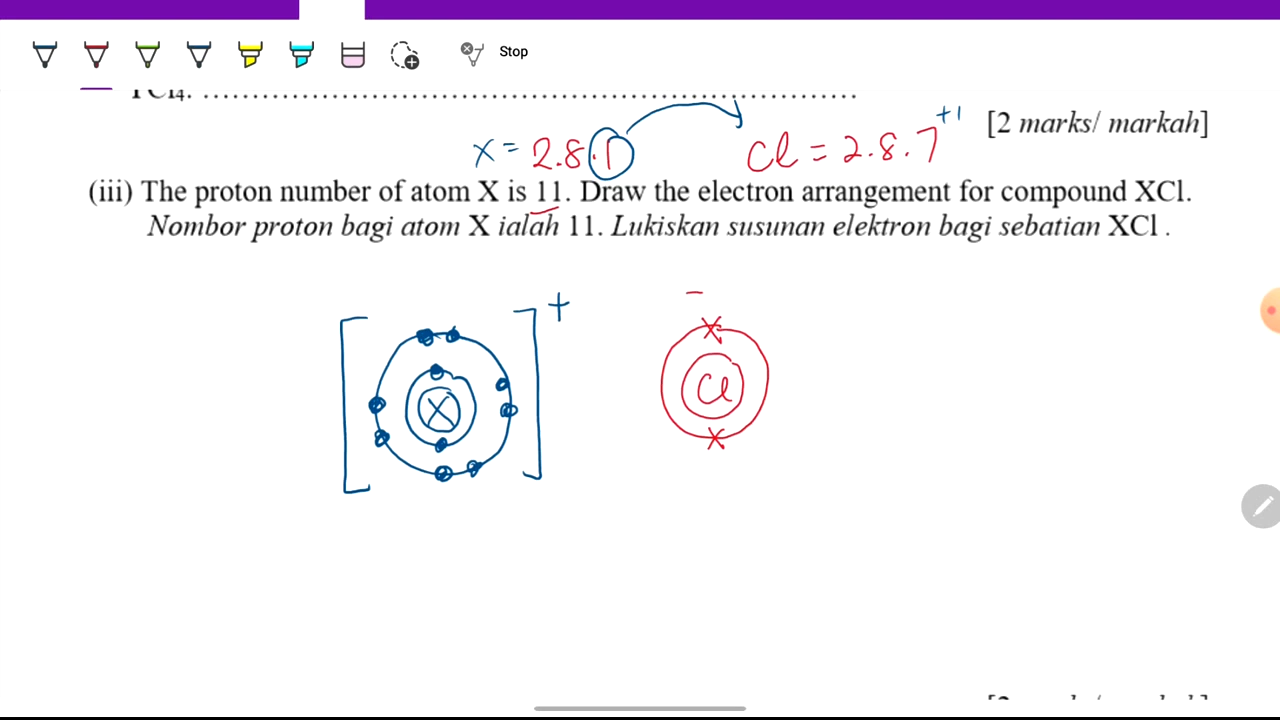 Stop
[2 marks/ markah]
X = 2.8.1 Cl = 2.8.7 +1
(iii) The proton number of atom X is 11. Draw the electron arrangement for compound XCl.
Nombor proton bagi atom X ialah 11. Lukiskan susunan elektron bagi sebatian XCl .
+ -
X Cl